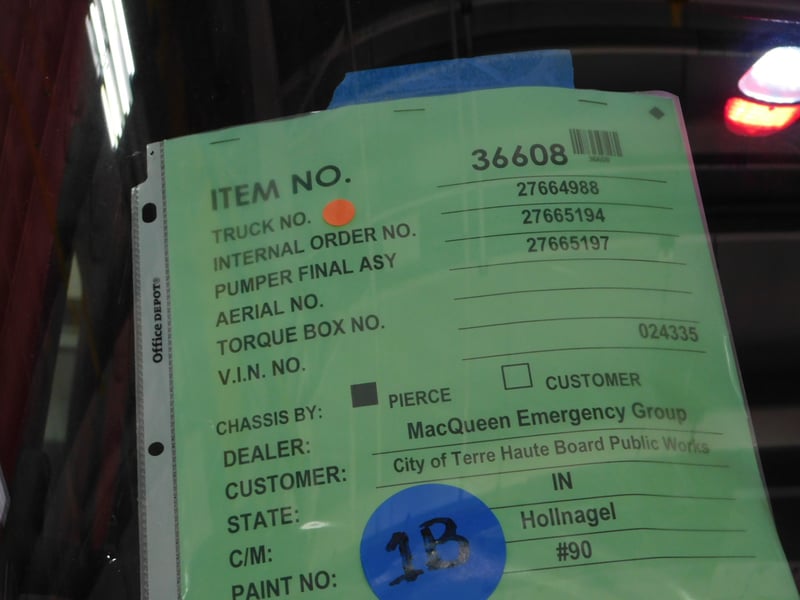 ITEM NO. 36608
36608
TRUCK NO. 27664988
INTERNAL ORDER NO. 27665194
PUMPER FINAL ASY 27665197
AERIAL NO.
TORQUE BOX NO.
V.I.N. NO. 024335
CHASSIS BY: PIERCE CUSTOMER
DEALER: MacQueen Emergency Group
CUSTOMER: City of Terre Haute Board Public Works
STATE: IN
C/M: Hollnagel
PAINT NO: #90
1B
Office DEPOT®